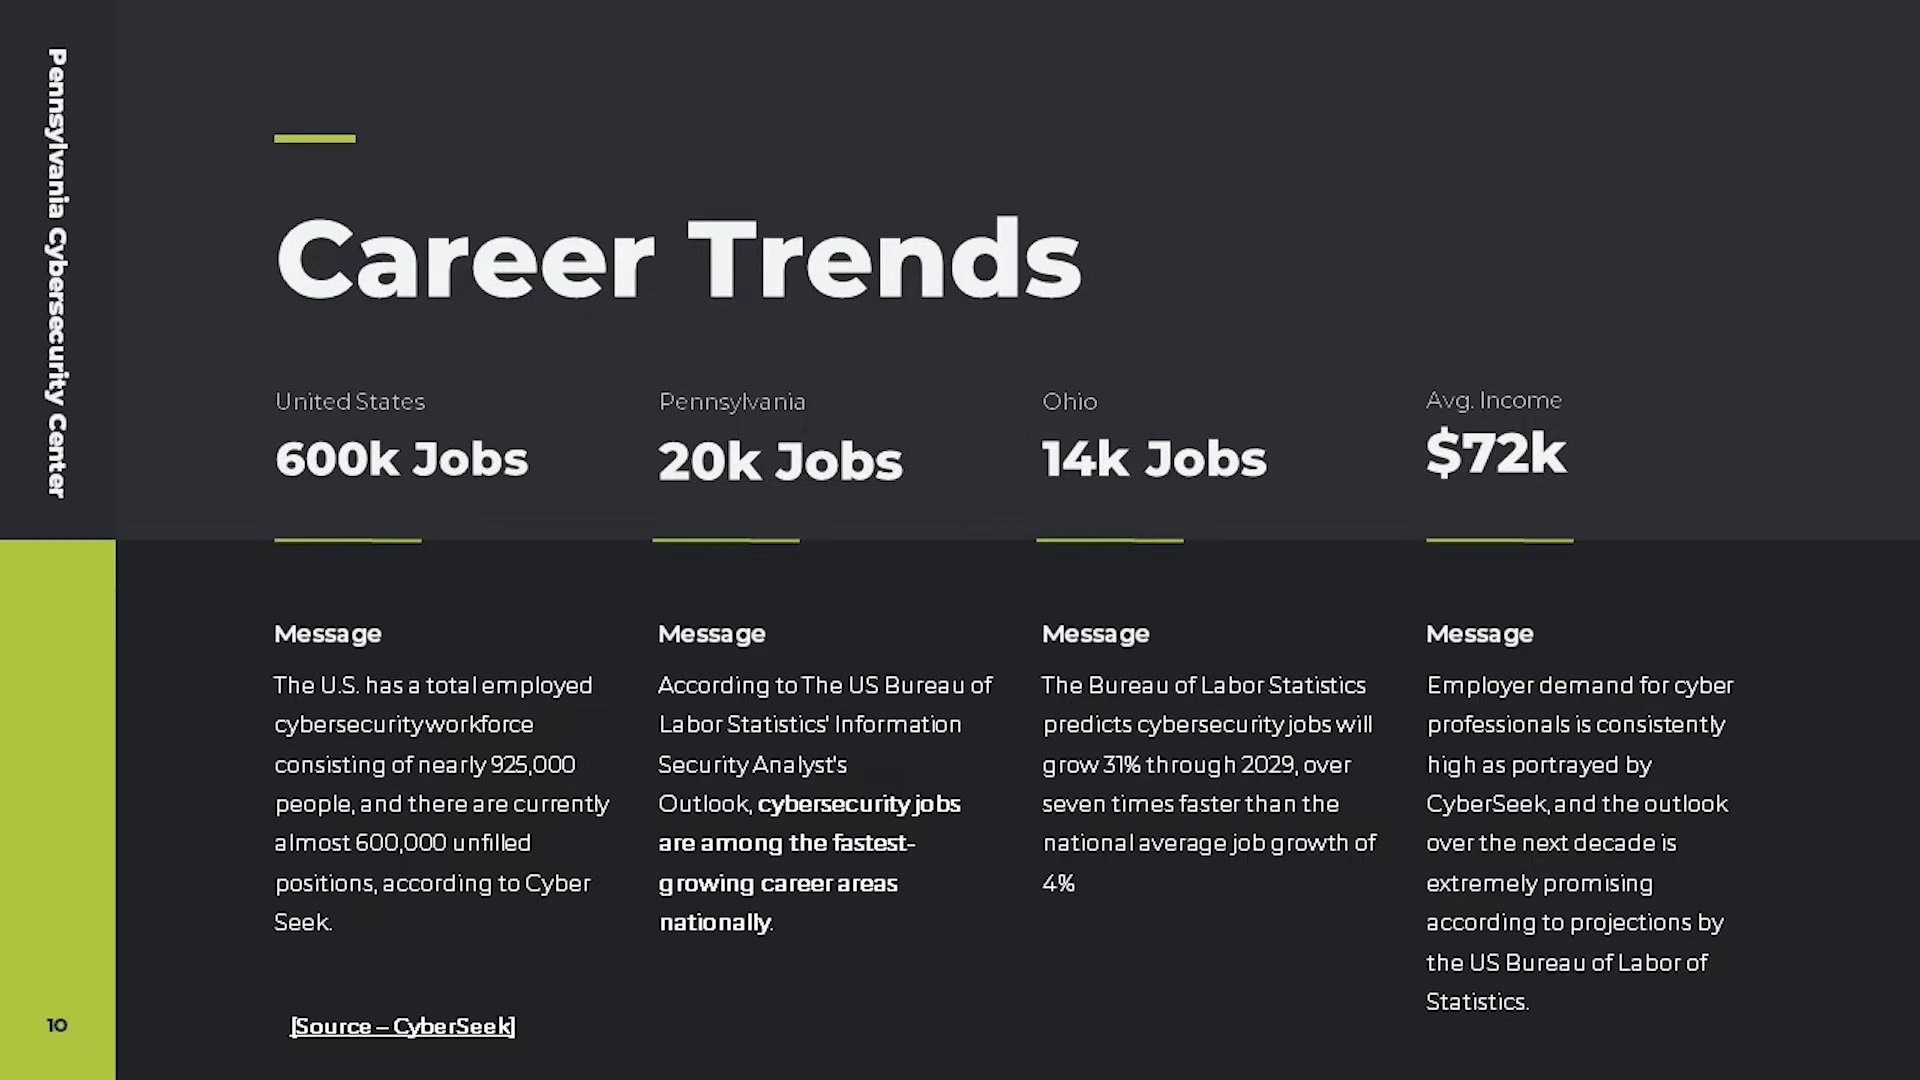 Pennsylvania Cybersecurity Center
Career Trends
United States
600k Jobs
Pennsylvania
20k Jobs
Ohio
14k Jobs
Avg. Income
$72k
Message
The U.S. has a total employed
cybersecurity workforce
consisting of nearly 925,000
people, and there are currently
almost 600,000 unfilled
positions, according to Cyber
Seek.
Message
According to The US Bureau of
Labor Statistics' Information
Security Analyst's
Outlook, cybersecurity jobs
are among the fastest-
growing career areas
nationally.
Message
The Bureau of Labor Statistics
predicts cybersecurity jobs will
grow 31% through 2029, over
seven times faster than the
national average job growth of
4%
Message
Employer demand for cyber
professionals is consistently
high as portrayed by
CyberSeek, and the outlook
over the next decade is
extremely promising
according to projections by
the US Bureau of Labor of
Statistics.
[Source – CyberSeek]
10